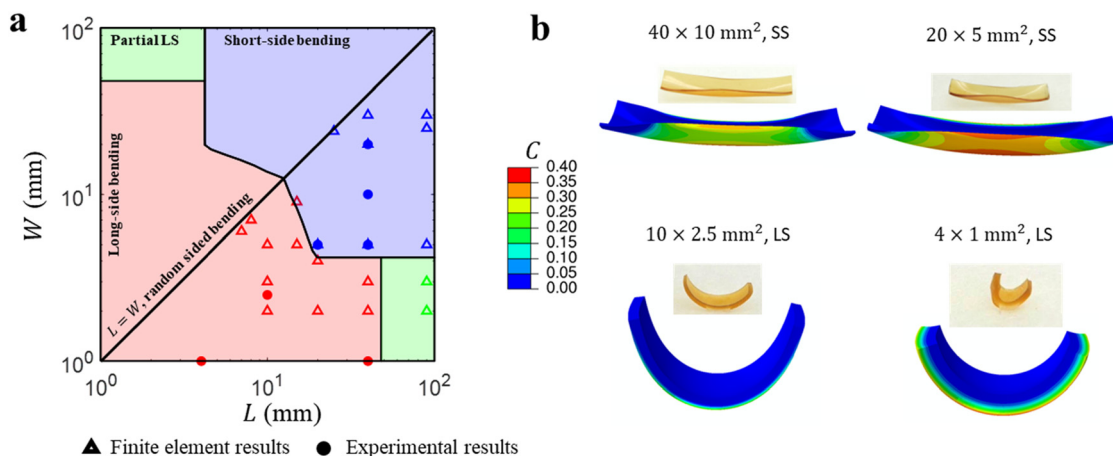 a
10²
10¹
10⁰
W (mm)
Partial LS
Short-side bending
Long-side bending
L = W, random sided bending
10⁰
10¹
10²
L (mm)
Finite element results
Experimental results
b
40 × 10 mm², SS
20 × 5 mm², SS
C
0.40
0.35
0.30
0.25
0.20
0.15
0.10
0.05
0.00
10 × 2.5 mm², LS
4 × 1 mm², LS